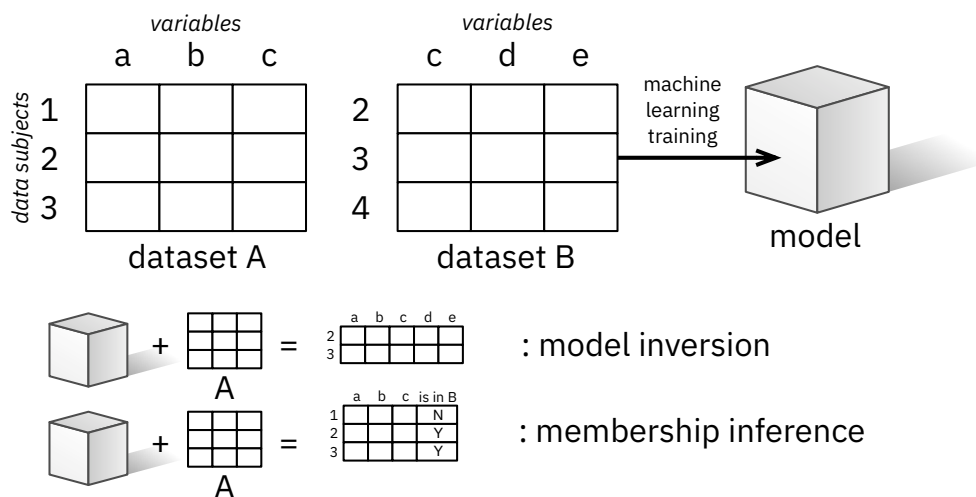 variables
a b c
data subjects
1
2
3
dataset A
variables
c d e
2
3
4
dataset B
machine
learning
training
model
+
A
=
a b c d e
2
3
: model inversion
+
A
=
a b c is in B
1 N
2 Y
3 Y
: membership inference